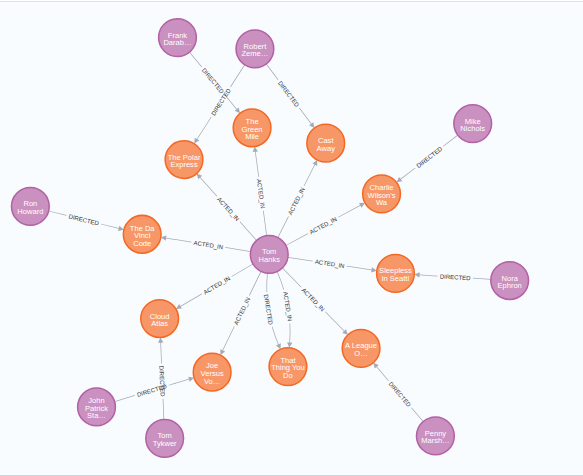 Frank
Darab...
Robert
Zeme...
DIRECTED
DIRECTED
DIRECTED
The
Green
Mile
Cast
Away
Mike
Nichols
DIRECTED
The Polar
Express
Charlie
Wilson's
Wa
ACTED_IN
ACTED_IN
ACTED_IN
ACTED_IN
Ron
Howard
DIRECTED
The Da
Vinci
Code
ACTED_IN
Tom
Hanks
ACTED_IN
Sleepless
in Seattl
DIRECTED
Nora
Ephron
ACTED_IN
ACTED_IN
DIRECTED
ACTED_IN
ACTED_IN
Cloud
Atlas
A League
O...
Joe
Versus
Vo...
That
Thing You
Do
DIRECTED
DIRECTED
DIRECTED
John
Patrick
Sta...
Tom
Tykwer
Penny
Marsh...